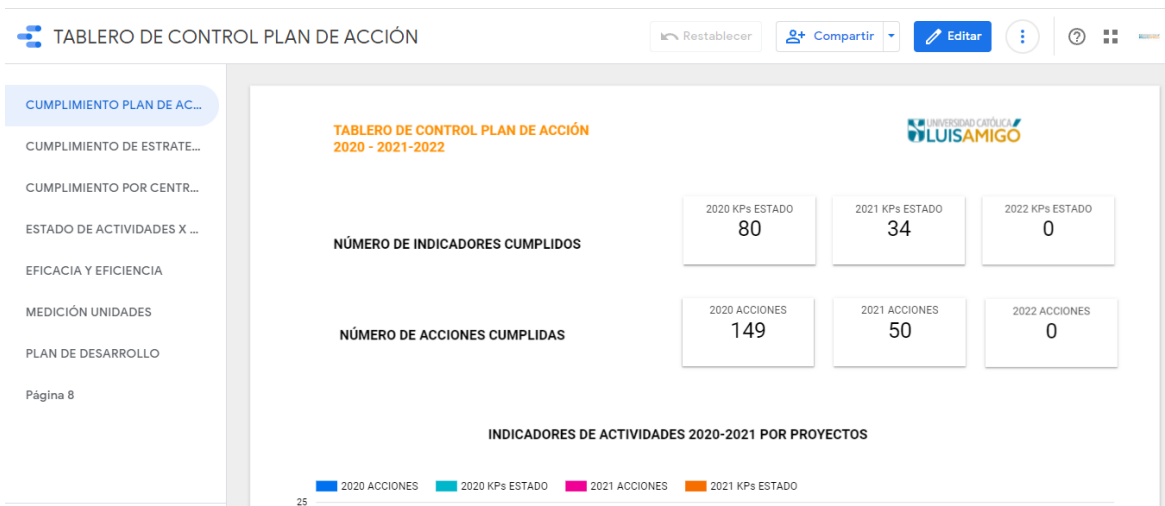 TABLERO DE CONTROL PLAN DE ACCIÓN
Restablecer
Compartir
Editar
CUMPLIMIENTO PLAN DE AC...
CUMPLIMIENTO DE ESTRATE...
CUMPLIMIENTO POR CENTR...
ESTADO DE ACTIVIDADES X ...
EFICACIA Y EFICIENCIA
MEDICIÓN UNIDADES
PLAN DE DESARROLLO
Página 8
TABLERO DE CONTROL PLAN DE ACCIÓN
2020 - 2021-2022
UNIVERSIDAD CATÓLICA
LUISAMIGÓ
NÚMERO DE INDICADORES CUMPLIDOS
2020 KPs ESTADO
80
2021 KPs ESTADO
34
2022 KPs ESTADO
0
NÚMERO DE ACCIONES CUMPLIDAS
2020 ACCIONES
149
2021 ACCIONES
50
2022 ACCIONES
0
INDICADORES DE ACTIVIDADES 2020-2021 POR PROYECTOS
2020 ACCIONES
2020 KPs ESTADO
2021 ACCIONES
2021 KPs ESTADO
25